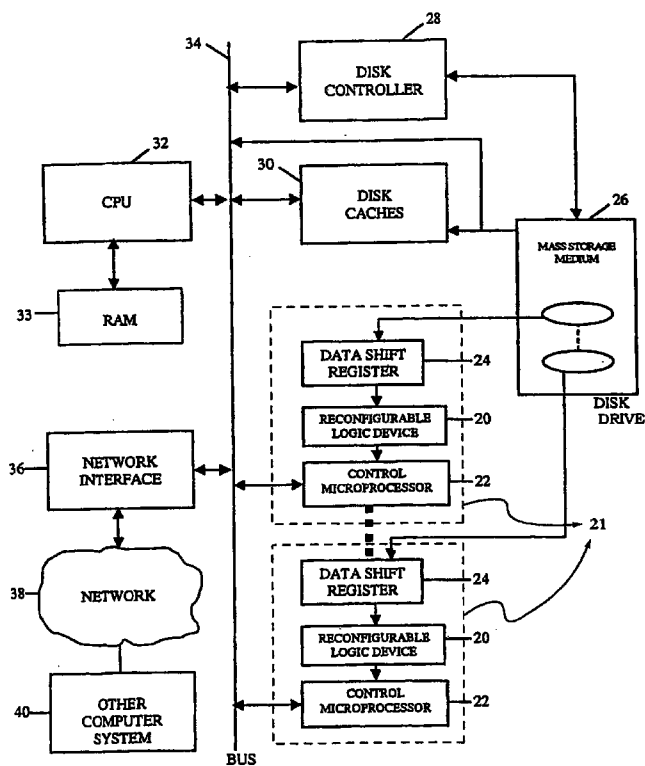 28
34
DISK
CONTROLLER
32
CPU
30
DISK
CACHES
26
MASS STORAGE
MEDIUM
33
RAM
DATA SHIFT
REGISTER
24
DISK
DRIVE
RECONFIGURABLE
LOGIC DEVICE
20
36
NETWORK
INTERFACE
CONTROL
MICROPROCESSOR
22
21
38
NETWORK
DATA SHIFT
REGISTER
24
RECONFIGURABLE
LOGIC DEVICE
20
40
OTHER
COMPUTER
SYSTEM
CONTROL
MICROPROCESSOR
22
BUS